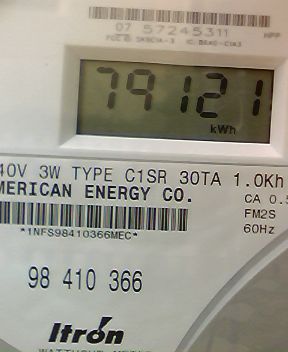 07 57245311
79121
kWh
40V 3W TYPE C1SR 30TA 1.0Kh
MERICAN ENERGY CO.
CA 0.5
*1NFS98410366MEC*
FM2S
60Hz
98 410 366
Itrón